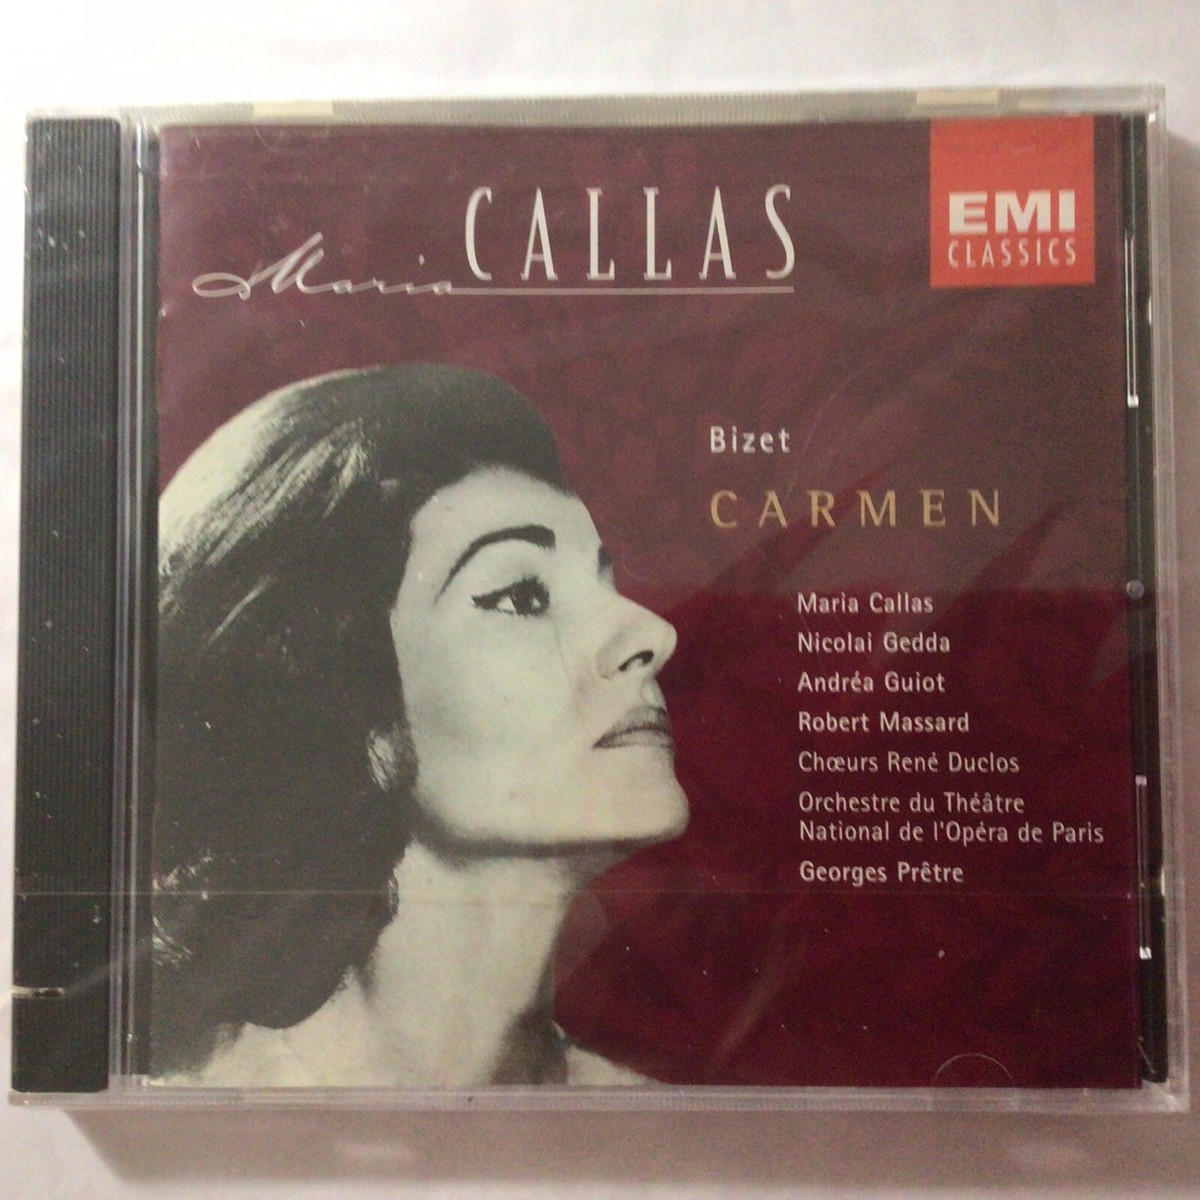 Maria CALLAS
EMI
CLASSICS
Bizet
CARMEN
Maria Callas
Nicolai Gedda
Andréa Guiot
Robert Massard
Chœurs René Duclos
Orchestre du Théâtre
National de l'Opéra de Paris
Georges Prêtre